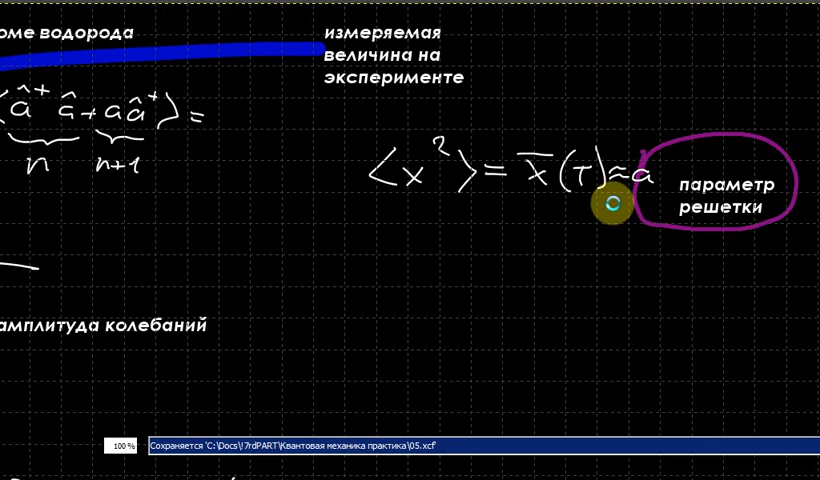 оме водорода
измеряемая
величина на
эксперименте
⟨â⁺ â + ââ⁺⟩ =
n n+1
⟨x²⟩ = x̅(T) ≈ a
параметр
решетки
амплитуда колебаний
100 %
Сохраняется 'C:\Docs\!7rdPART\Квантовая механика практика\05.xcf'